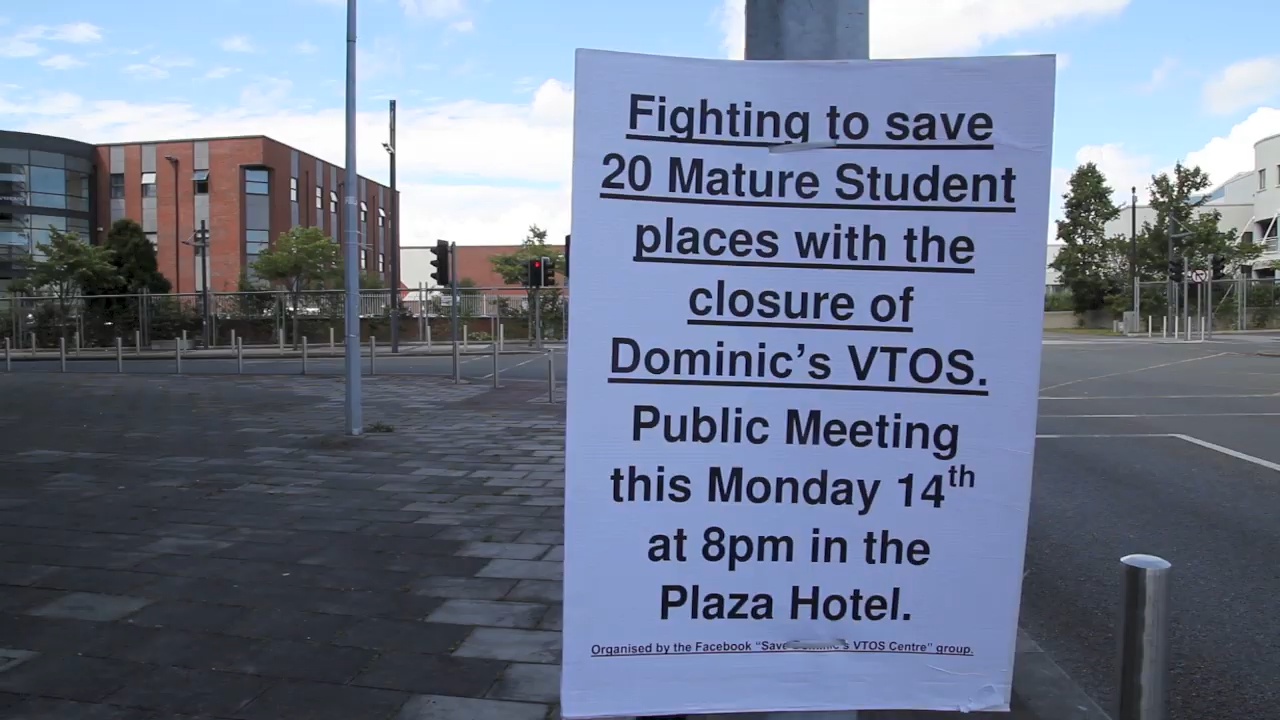 Fighting to save
20 Mature Student
places with the
closure of
Dominic's VTOS.
Public Meeting
this Monday 14th
at 8pm in the
Plaza Hotel.
Organised by the Facebook "Save Dominic's VTOS Centre" group.